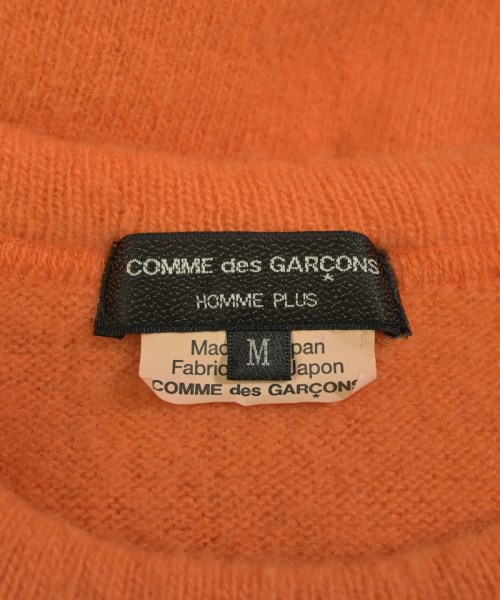 COMME des GARÇONS
HOMME PLUS
M
Mad pan
Fabric Japon
COMME des GARÇONS